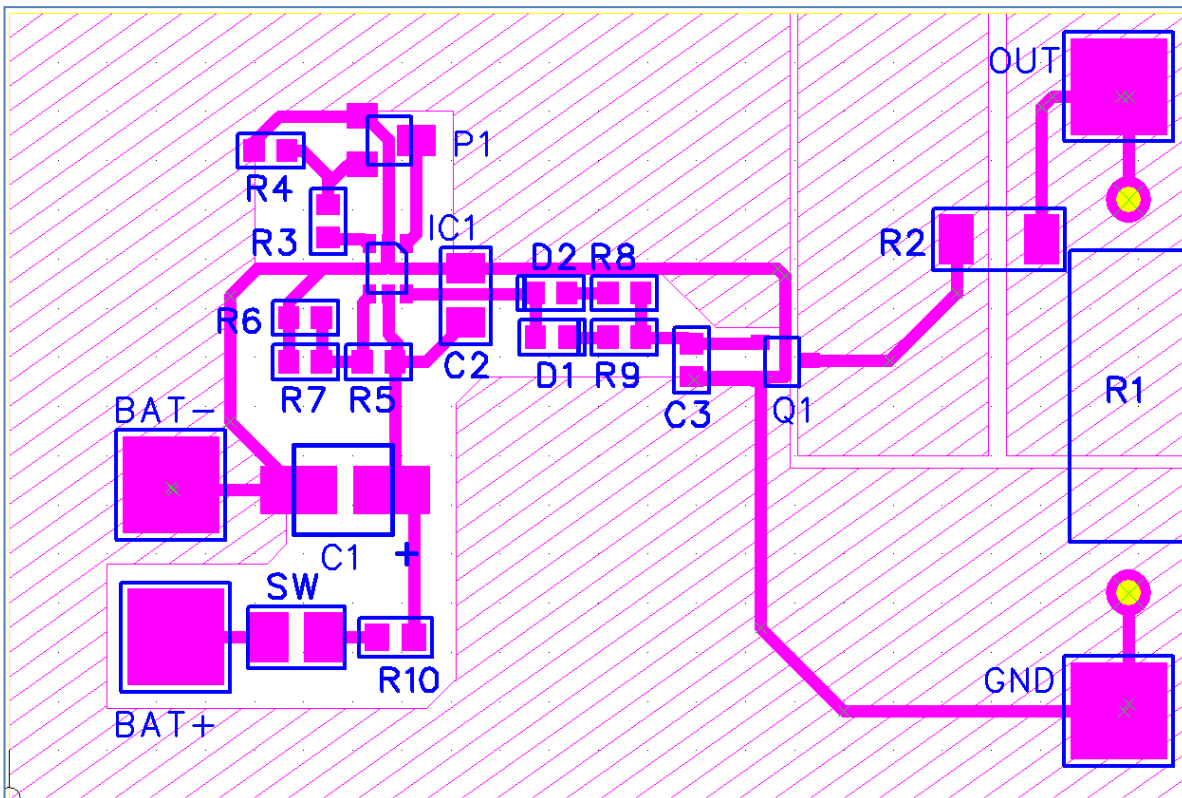 OUT
P1
R4
IC1
R3
R2
D2
R8
R6
C2
D1
R9
R7
R5
R1
BAT-
C3
Q1
C1
+
SW
GND
R10
BAT+